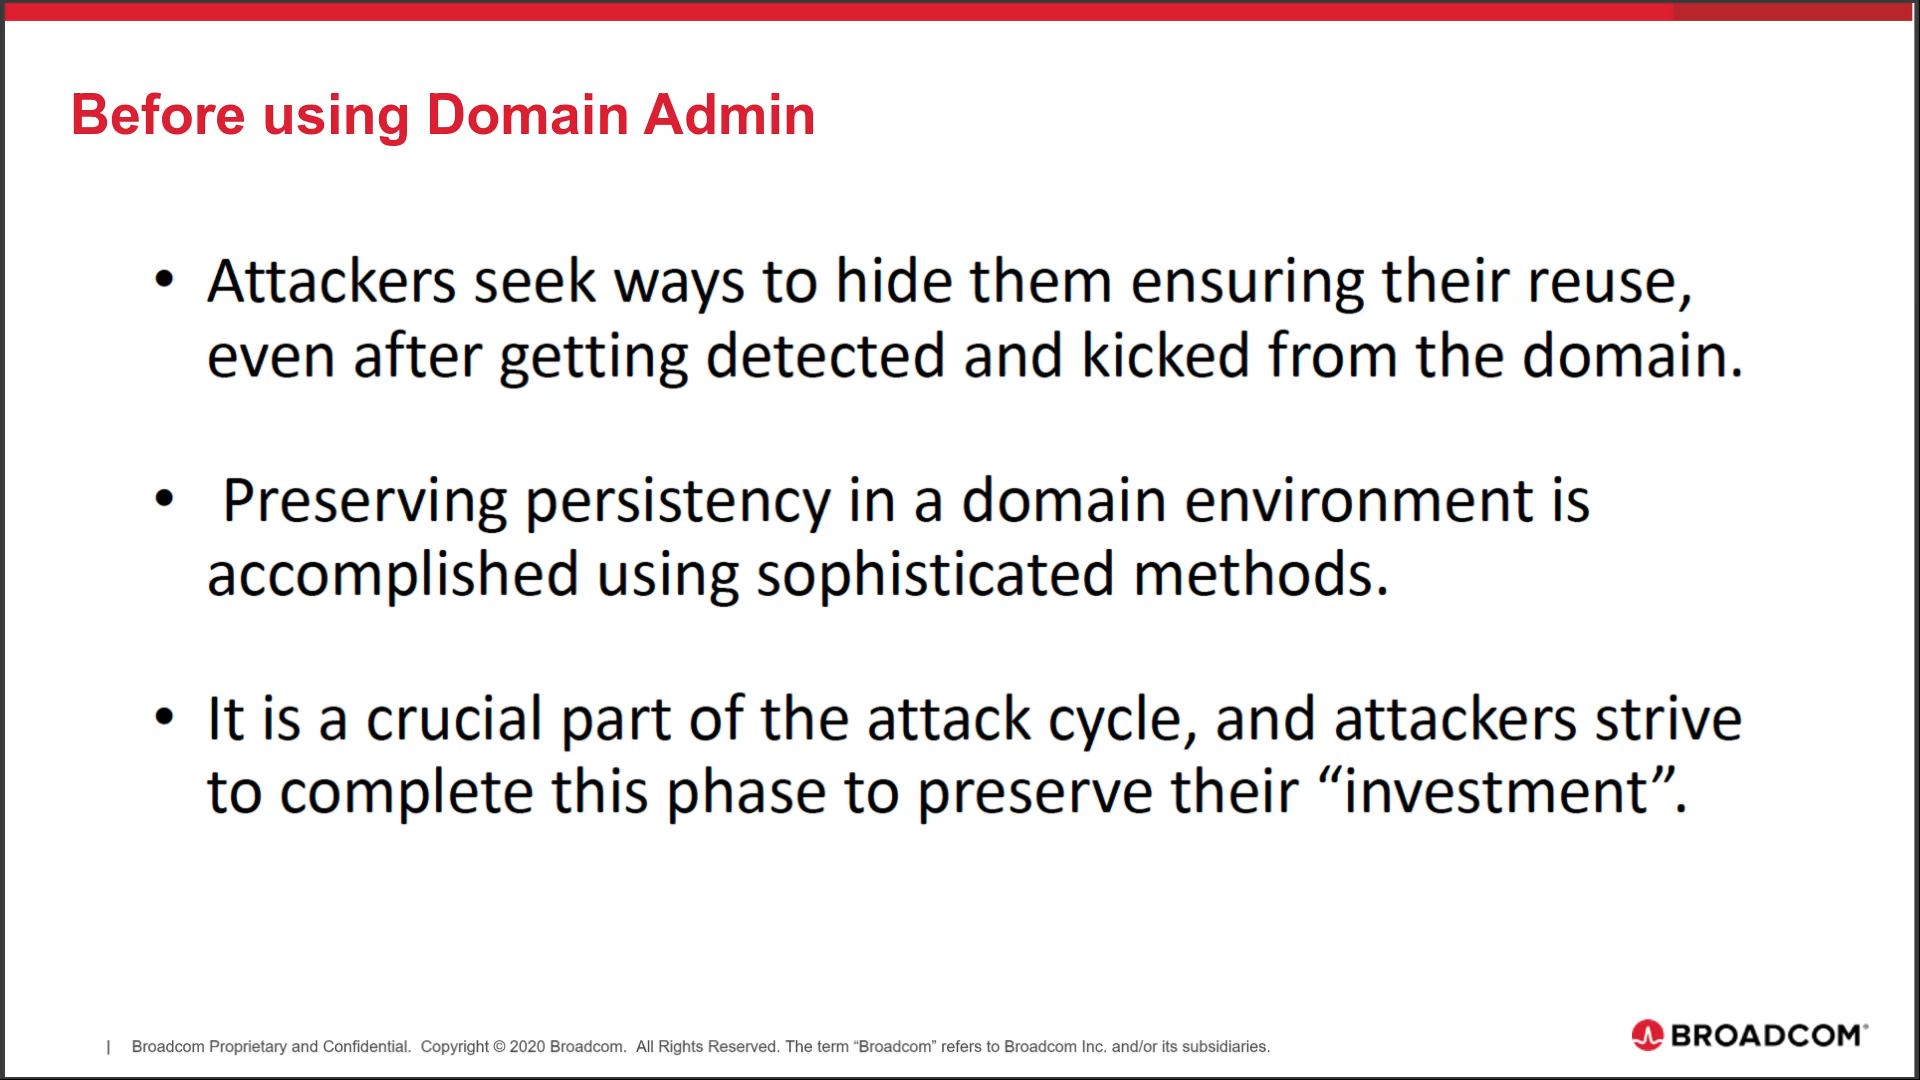 Before using Domain Admin
• Attackers seek ways to hide them ensuring their reuse,
even after getting detected and kicked from the domain.
• Preserving persistency in a domain environment is
accomplished using sophisticated methods.
• It is a crucial part of the attack cycle, and attackers strive
to complete this phase to preserve their “investment”.
| Broadcom Proprietary and Confidential. Copyright © 2020 Broadcom. All Rights Reserved. The term “Broadcom” refers to Broadcom Inc. and/or its subsidiaries.
BROADCOM®